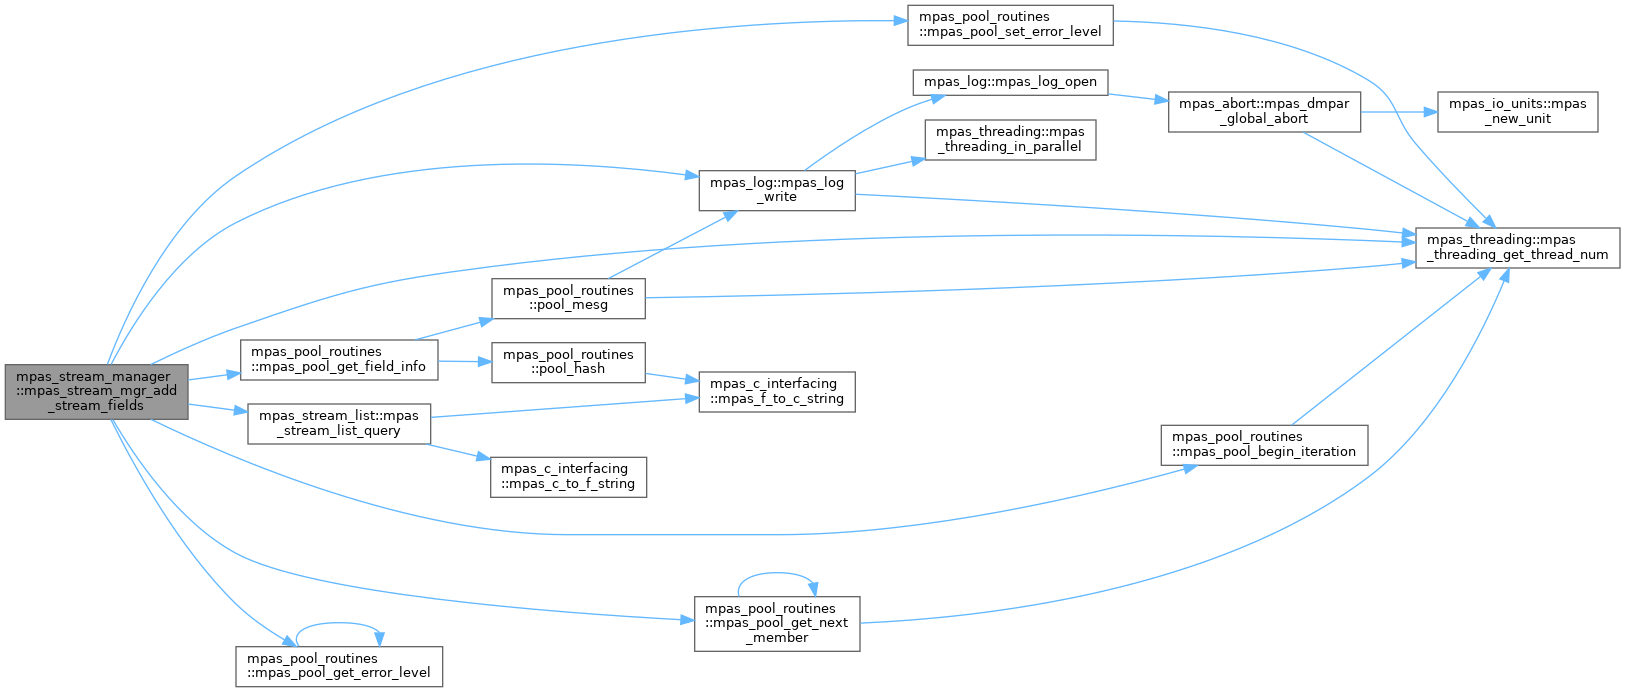 mpas_pool_routines
::mpas_pool_set_error_level
mpas_log::mpas_log_open
mpas_abort::mpas_dmpar
_global_abort
mpas_io_units::mpas
_new_unit
mpas_threading::mpas
_threading_in_parallel
mpas_log::mpas_log
_write
mpas_threading::mpas
_threading_get_thread_num
mpas_pool_routines
::pool_mesg
mpas_pool_routines
::mpas_pool_get_field_info
mpas_pool_routines
::pool_hash
mpas_stream_manager
::mpas_stream_mgr_add
_stream_fields
mpas_c_interfacing
::mpas_f_to_c_string
mpas_stream_list::mpas
_stream_list_query
mpas_pool_routines
::mpas_pool_begin_iteration
mpas_c_interfacing
::mpas_c_to_f_string
mpas_pool_routines
::mpas_pool_get_next
_member
mpas_pool_routines
::mpas_pool_get_error_level